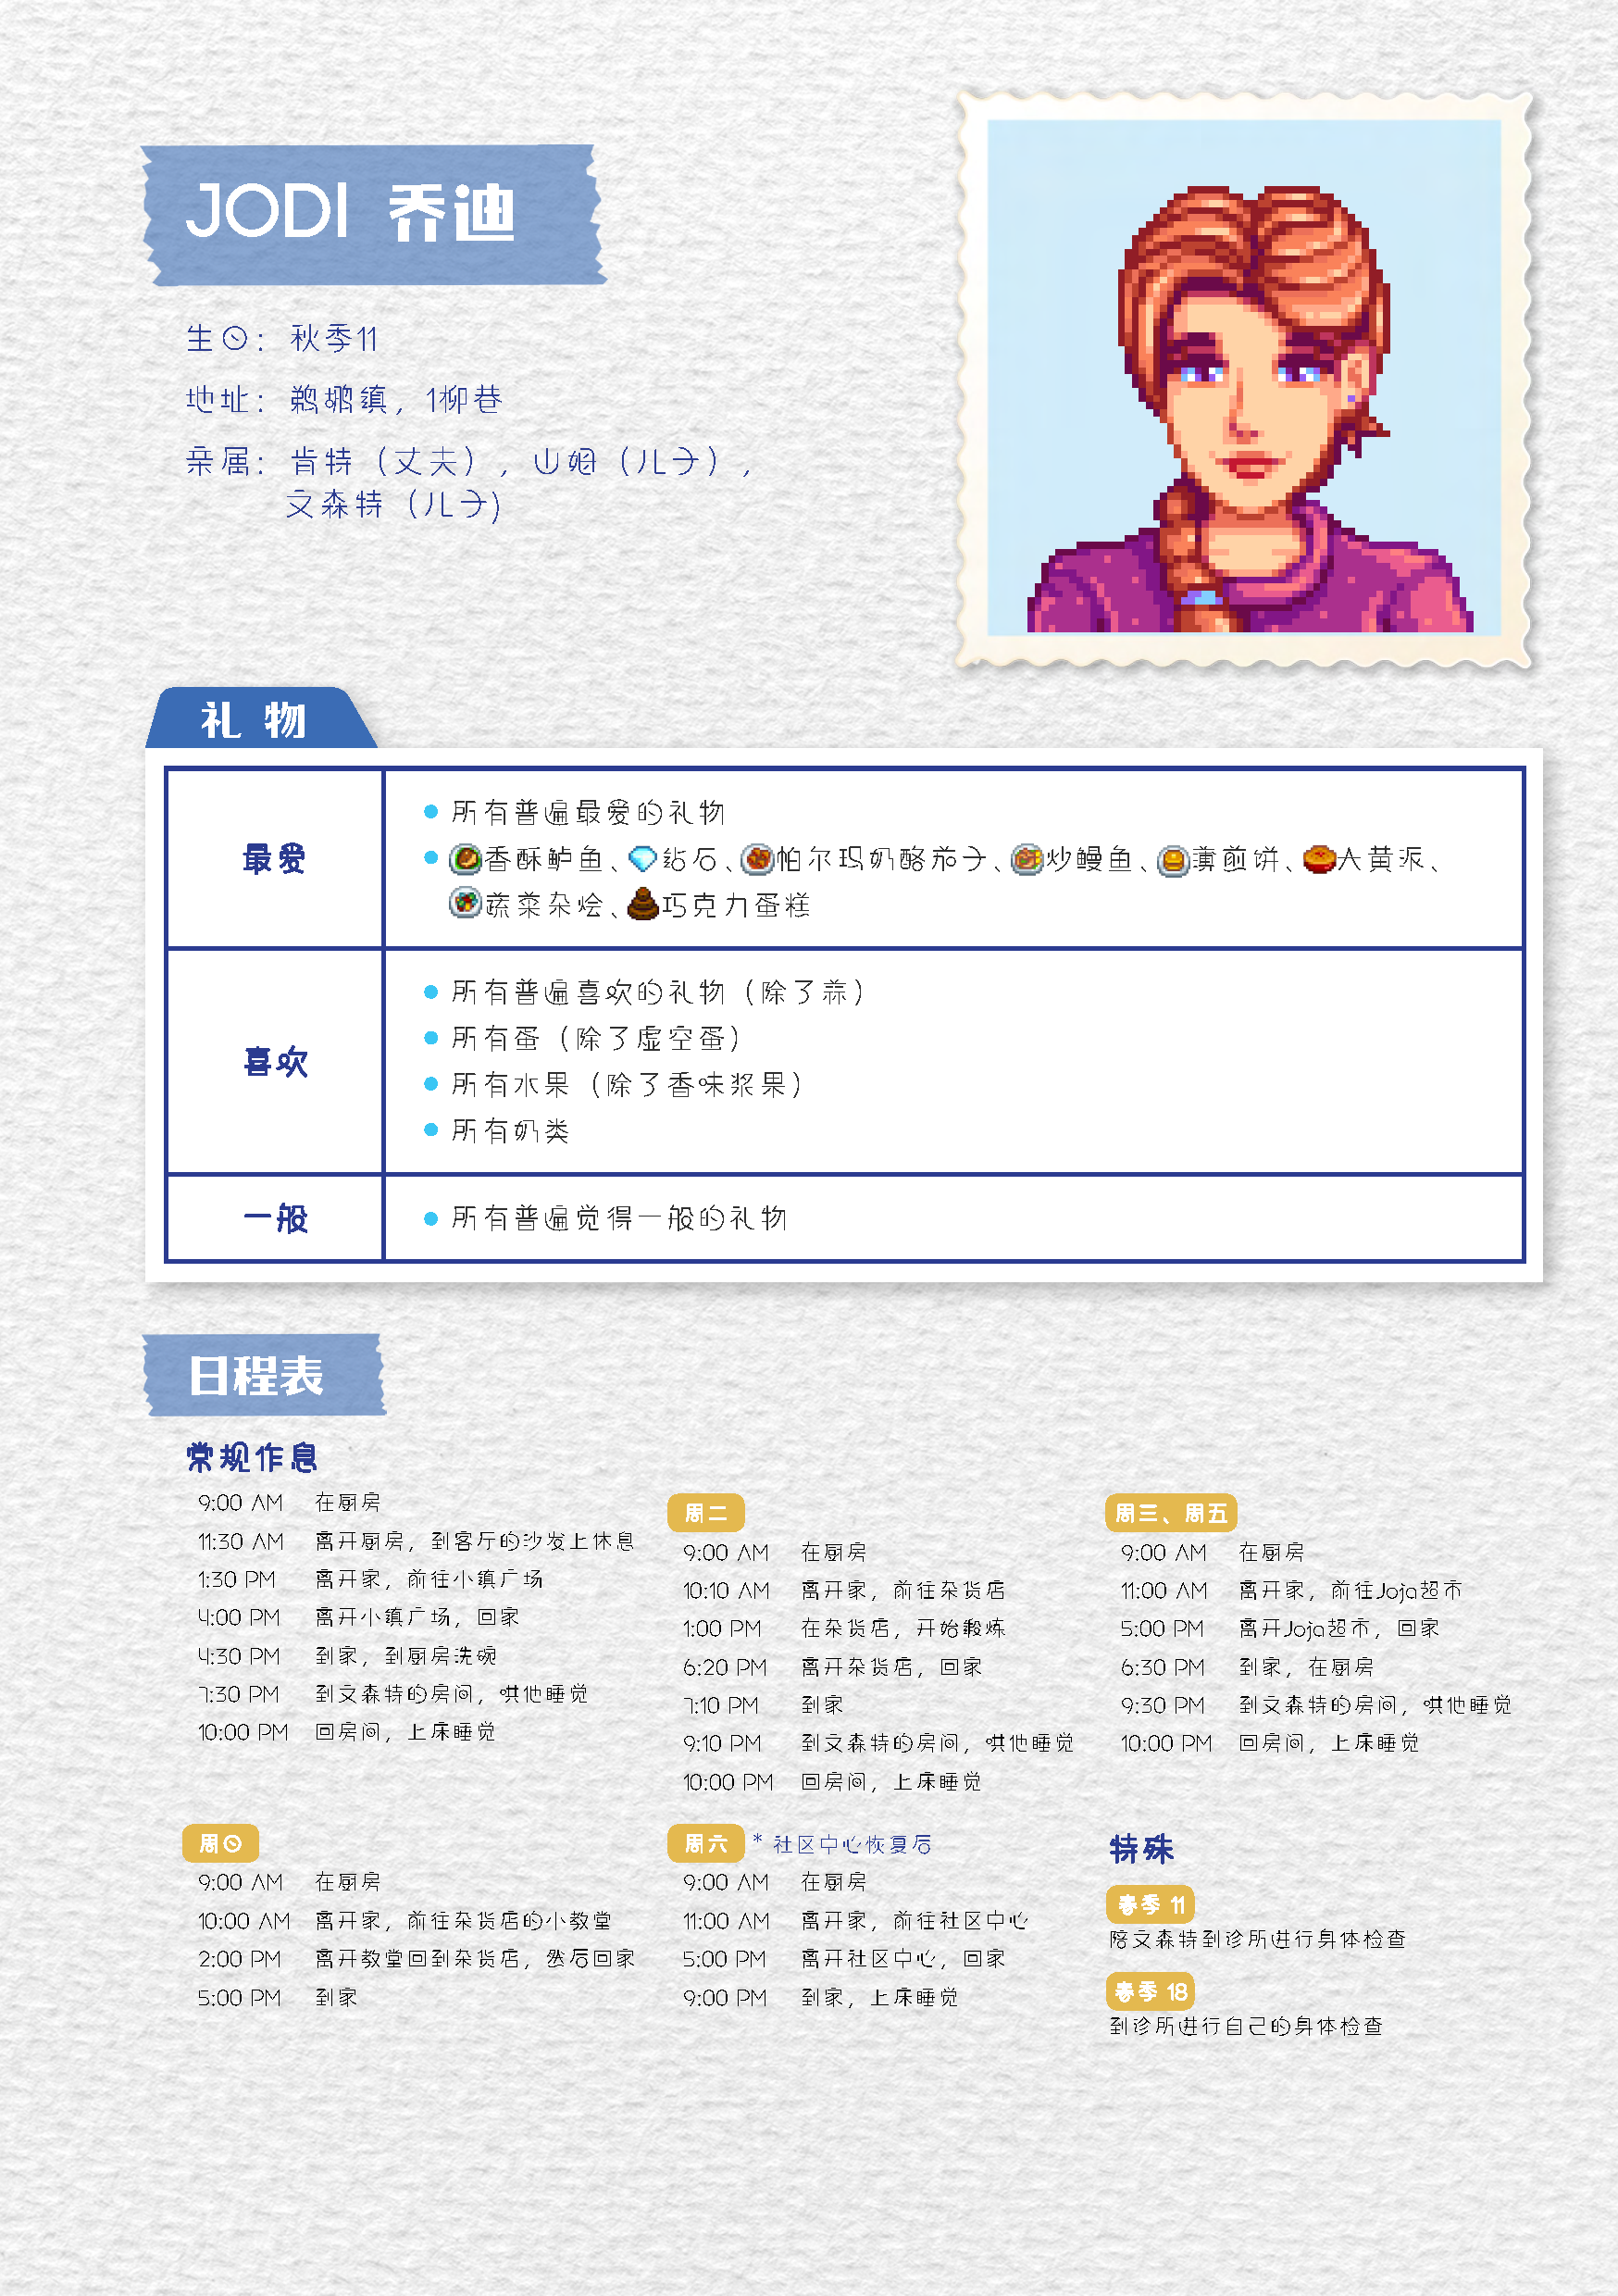 JODI 乔迪
生日：秋季11
地址：鹈鹕镇，1柳巷
亲属：肯特（丈夫），山姆（儿子），
文森特（儿子)
礼 物
最爱
所有普遍最爱的礼物
香酥鲈鱼、钻石、帕尔玛奶酪茄子、炒鳗鱼、薄煎饼、大黄派、
蔬菜杂烩、巧克力蛋糕
喜欢
所有普遍喜欢的礼物（除了蒜）
所有蛋（除了虚空蛋）
所有水果（除了香味浆果）
所有奶类
一般
所有普遍觉得一般的礼物
日程表
常规作息
9:00 AM 在厨房
11:30 AM 离开厨房，到客厅的沙发上休息
1:30 PM 离开家，前往小镇广场
4:00 PM 离开小镇广场，回家
4:30 PM 到家，到厨房洗碗
7:30 PM 到文森特的房间，哄他睡觉
10:00 PM 回房间，上床睡觉
周二
9:00 AM 在厨房
10:10 AM 离开家，前往杂货店
1:00 PM 在杂货店，开始锻炼
6:20 PM 离开杂货店，回家
7:10 PM 到家
9:10 PM 到文森特的房间，哄他睡觉
10:00 PM 回房间，上床睡觉
周三、周五
9:00 AM 在厨房
11:00 AM 离开家，前往Joja超市
5:00 PM 离开Joja超市，回家
6:30 PM 到家，在厨房
9:30 PM 到文森特的房间，哄他睡觉
10:00 PM 回房间，上床睡觉
周日
9:00 AM 在厨房
10:00 AM 离开家，前往杂货店的小教堂
2:00 PM 离开教堂回到杂货店，然后回家
5:00 PM 到家
周六 * 社区中心恢复后
9:00 AM 在厨房
11:00 AM 离开家，前往社区中心
5:00 PM 离开社区中心，回家
9:00 PM 到家，上床睡觉
特殊
春季 11
陪文森特到诊所进行身体检查
春季 18
到诊所进行自己的身体检查